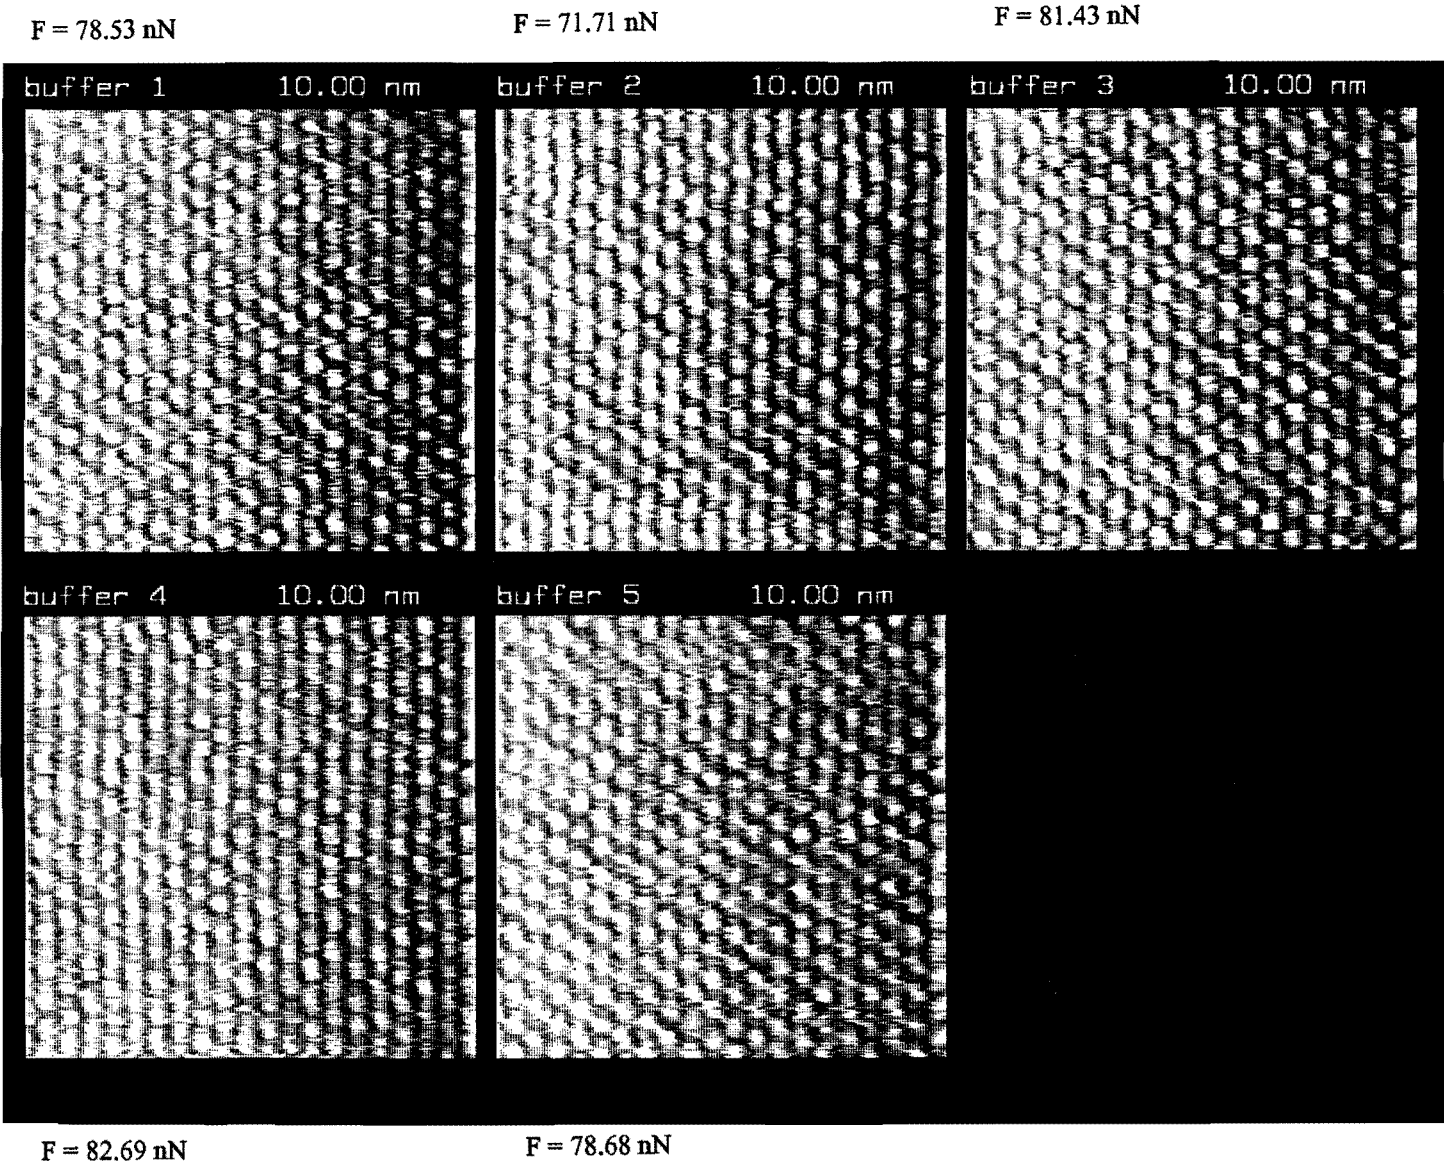 F = 78.53 nN
F = 71.71 nN
F = 81.43 nN
buffer 1 10.00 nm
buffer 2 10.00 nm
buffer 3 10.00 nm
buffer 4 10.00 nm
buffer 5 10.00 nm
F = 82.69 nN
F = 78.68 nN